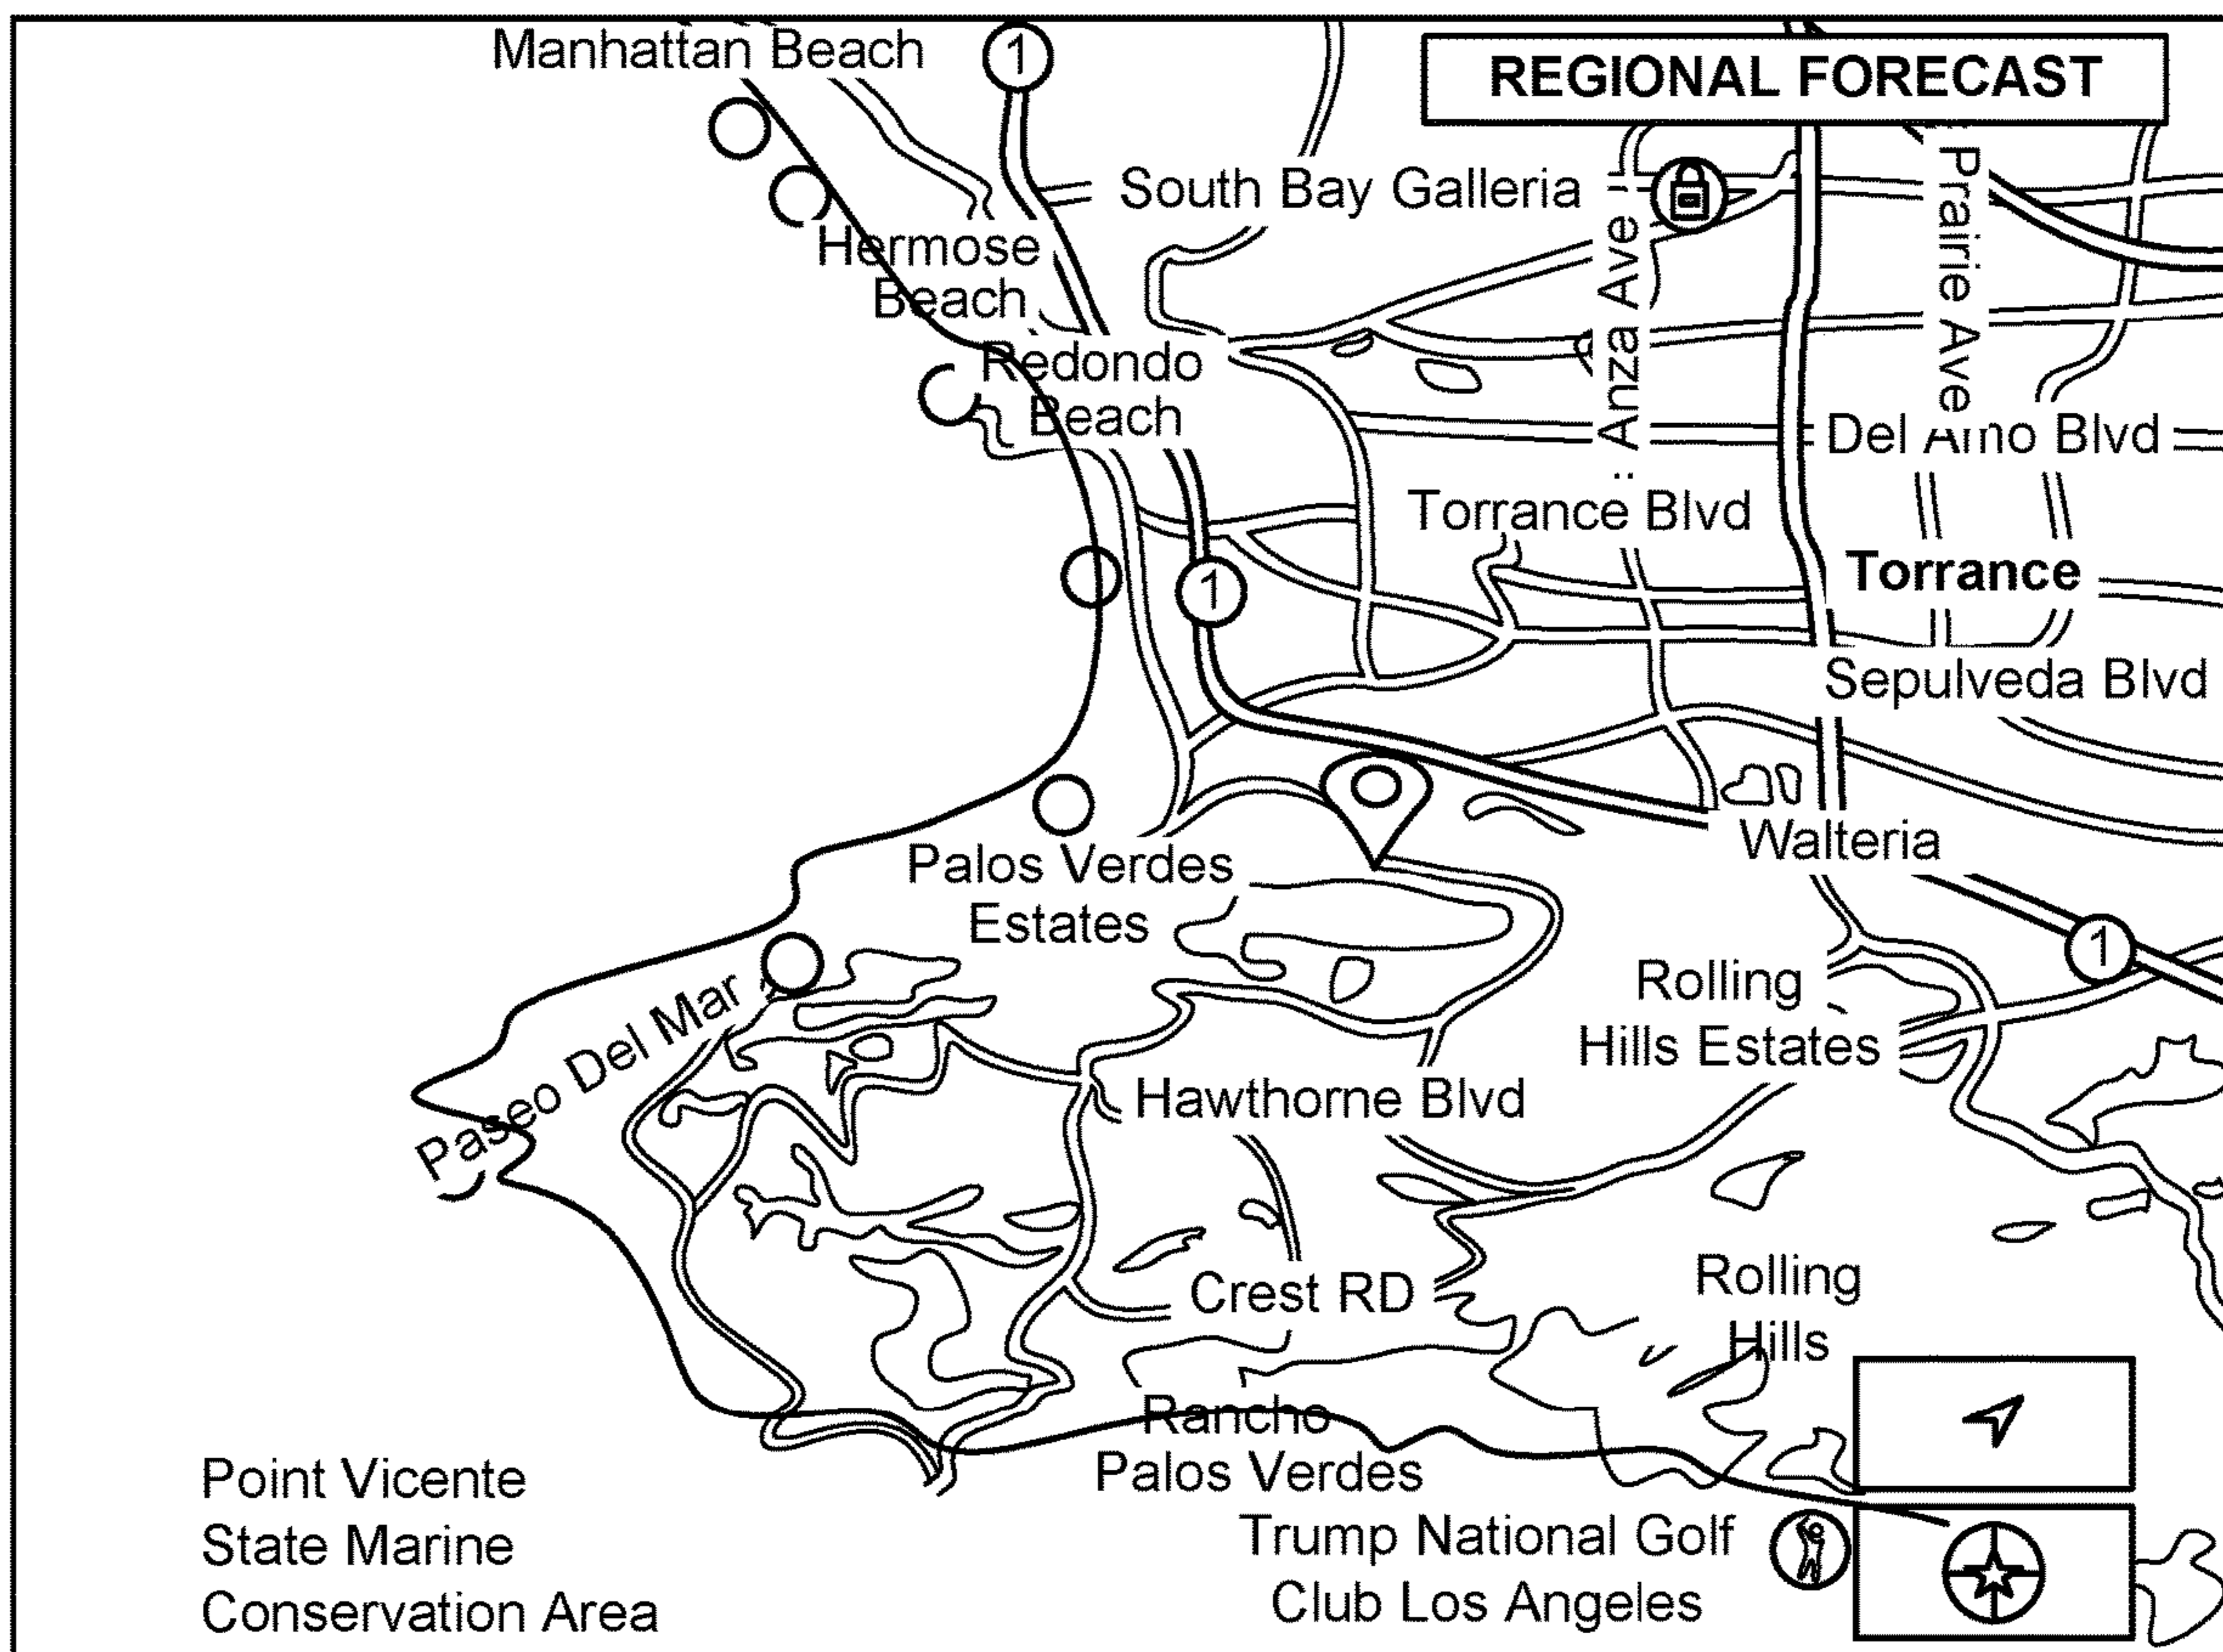 Manhattan Beach
1
REGIONAL FORECAST
South Bay Galleria
Anza Ave
Prairie Ave
Hermose
Beach
Redondo
Beach
Del Amo Blvd
Torrance Blvd
1
Torrance
Sepulveda Blvd
Walteria
Palos Verdes
Estates
1
Paseo Del Mar
Rolling
Hills Estates
Hawthorne Blvd
Crest RD
Rolling
Hills
Rancho
Palos Verdes
Point Vicente
State Marine
Conservation Area
Trump National Golf
Club Los Angeles